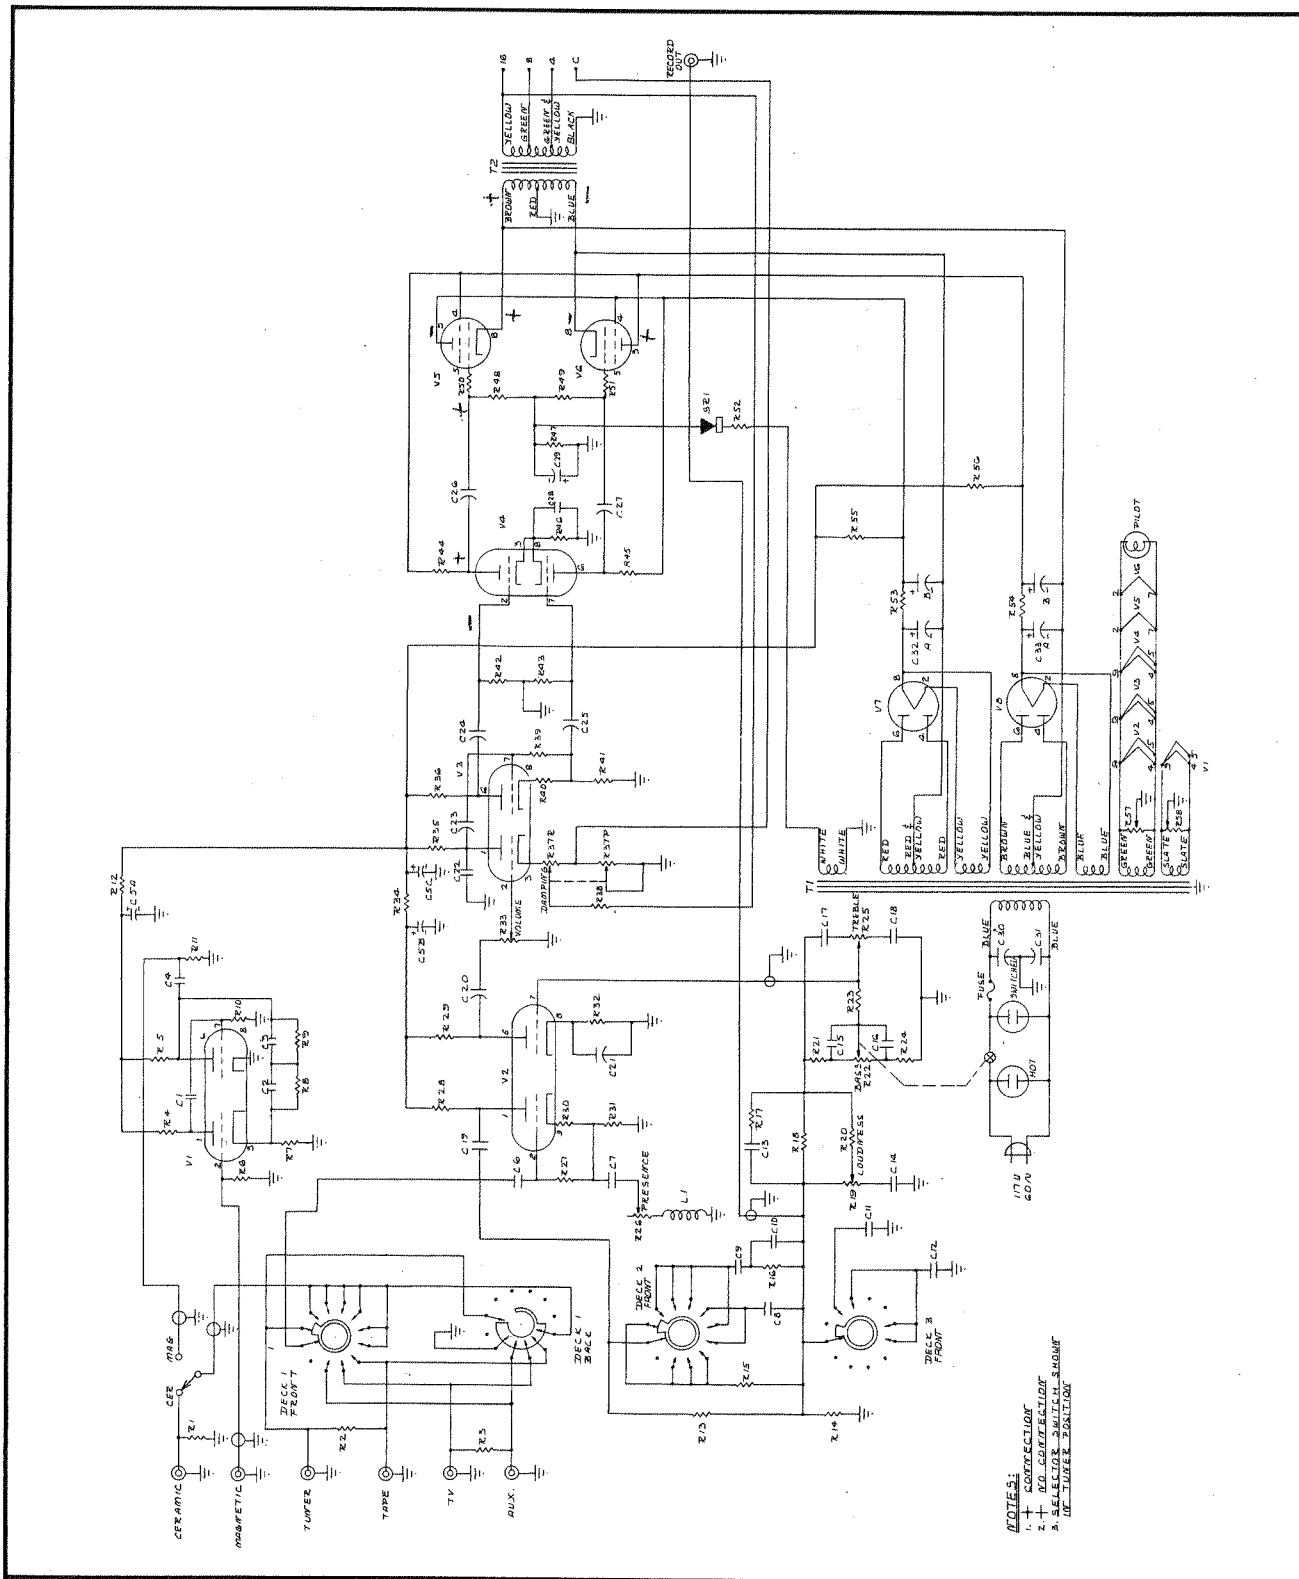 CERAMIC
MAGNETIC
TUNER
TAPE
TV
AUX.
CER
MAG
R1
R2
R3
DECK 1
FRONT
DECK 1
BACK
DECK 2
FRONT
DECK 3
FRONT
V1
R4
R5
R6
R7
R8
R9
R10
R11
R12
C1
C2
C3
C4
C5A
C5B
C5C
C6
C7
C8
C9
C10
C11
C12
C13
C14
R13
R14
R15
R16
R17
R18
R19
LOUDNESS
R20
R21
C15
BASS
R22
C16
R23
R24
C17
TREBLE
R25
C18
R26
PRESENCE
L1
R27
R28
R29
R30
R31
R32
C19
C20
C21
V2
R33
VOLUME
R34
R35
R36
C22
C23
C24
C25
V3
DAMPING
R37R
R37P
R38
R39
R40
R41
R42
R43
R44
R45
V4
R46
C28
C26
C27
R47
C29
R48
R49
R50
R51
V5
V6
SR1
R52
T2
BROWN
RED
BLUE
YELLOW
GREEN
GREEN &
YELLOW
BLACK
16
8
4
C
RECORD
OUT
R53
R54
R55
R56
C32
A
B
C33
A
B
V7
V8
T1
WHITE
WHITE
RED
RED &
YELLOW
RED
YELLOW
YELLOW
BROWN
BLUE &
YELLOW
BROWN
BLUE
BLUE
GREEN
GREEN
SLATE
SLATE
R57
R58
V2
V3
V4
V5
V6
V1
PILOT
BLUE
BLUE
C30
C31
FUSE
SWITCHED
HOT
117V
60~
NOTES:
1. CONNECTION
2. NO CONNECTION
3. SELECTOR SWITCH SHOWN
IN TUNER POSITION